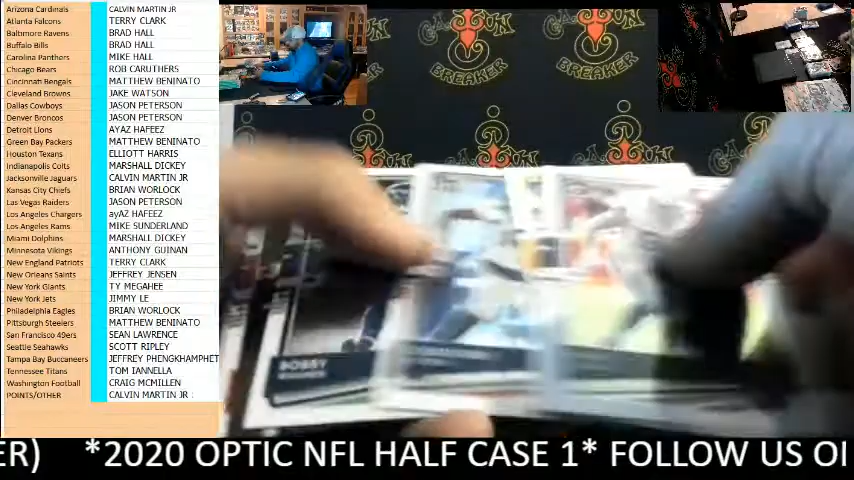 Arizona Cardinals CALVIN MARTIN JR
Atlanta Falcons TERRY CLARK
Baltimore Ravens BRAD HALL
Buffalo Bills BRAD HALL
Carolina Panthers MIKE HALL
Chicago Bears ROB CARUTHERS
Cincinnati Bengals MATTHEW BENINATO
Cleveland Browns JAKE WATSON
Dallas Cowboys JASON PETERSON
Denver Broncos JASON PETERSON
Detroit Lions AYAZ HAFEEZ
Green Bay Packers MATTHEW BENINATO
Houston Texans ELLIOTT HARRIS
Indianapolis Colts MARSHALL DICKEY
Jacksonville Jaguars CALVIN MARTIN JR
Kansas City Chiefs BRIAN WORLOCK
Las Vegas Raiders JASON PETERSON
Los Angeles Chargers ayAZ HAFEEZ
Los Angeles Rams MIKE SUNDERLAND
Miami Dolphins MARSHALL DICKEY
Minnesota Vikings ANTHONY GUINAN
New England Patriots TERRY CLARK
New Orleans Saints JEFFREY JENSEN
New York Giants TY MEGAHEE
New York Jets JIMMY LE
Philadelphia Eagles BRIAN WORLOCK
Pittsburgh Steelers MATTHEW BENINATO
San Francisco 49ers SEAN LAWRENCE
Seattle Seahawks SCOTT RIPLEY
Tampa Bay Buccaneers JEFFREY PHENGKHAMPHET
Tennessee Titans TOM IANNELLA
Washington Football CRAIG MCMILLEN
POINTS/OTHER CALVIN MARTIN JR
BREAKER
BREAKER
BOBBY
ER) *2020 OPTIC NFL HALF CASE 1* FOLLOW US O